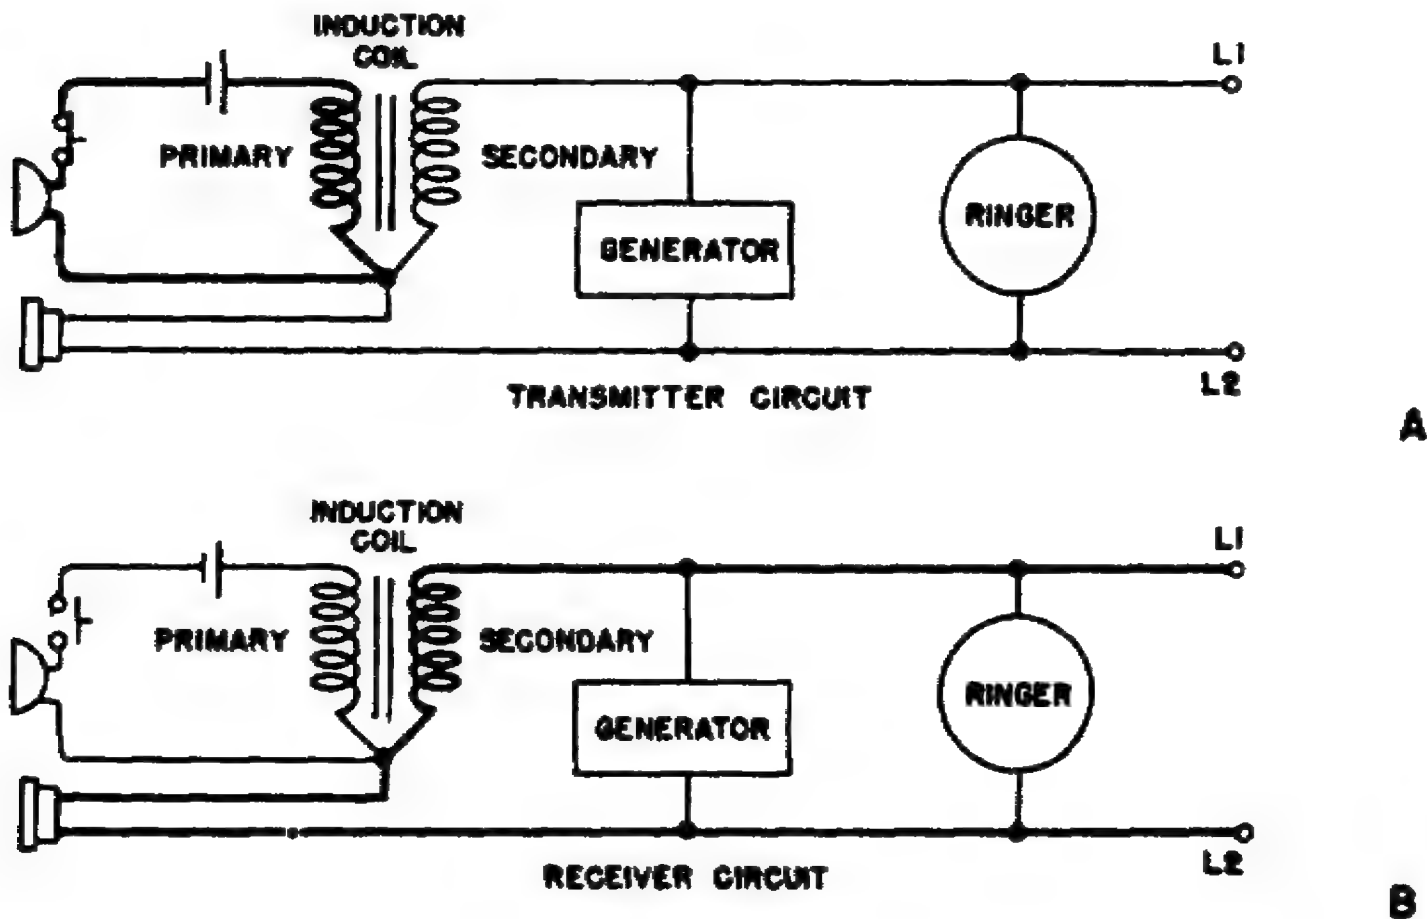 INDUCTION
COIL
L1
PRIMARY
SECONDARY
RINGER
GENERATOR
L2
TRANSMITTER CIRCUIT
A
INDUCTION
COIL
L1
PRIMARY
SECONDARY
RINGER
GENERATOR
L2
RECEIVER CIRCUIT
B